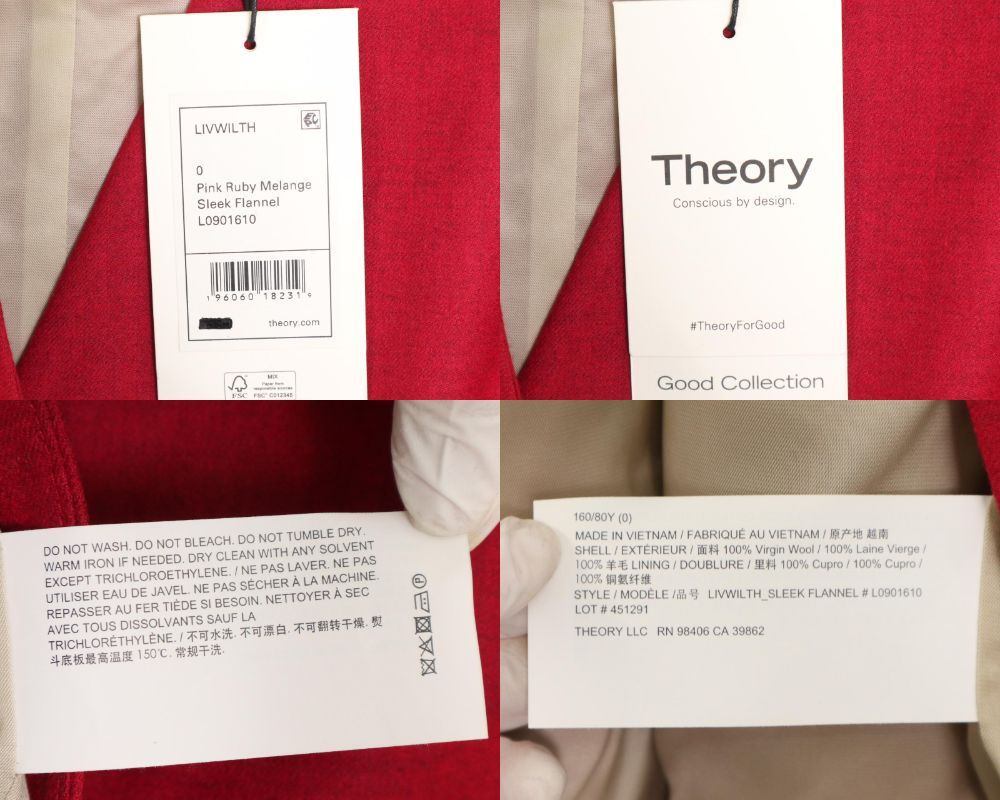 LIVWILTH
0
Pink Ruby Melange
Sleek Flannel
L0901610
1 96060 18231 9
theory.com
FSC
MIX
Paper from
responsible sources
FSC® C012345
Theory
Conscious by design.
#TheoryForGood
Good Collection
DO NOT WASH. DO NOT BLEACH. DO NOT TUMBLE DRY.
WARM IRON IF NEEDED. DRY CLEAN WITH ANY SOLVENT
EXCEPT TRICHLOROETHYLENE. / NE PAS LAVER. NE PAS
UTILISER EAU DE JAVEL. NE PAS SÉCHER À LA MACHINE.
REPASSER AU FER TIÈDE SI BESOIN. NETTOYER À SEC
AVEC TOUS DISSOLVANTS SAUF LA
TRICHLORÉTHYLÈNE. / 不可水洗. 不可漂白. 不可翻转干燥. 熨
斗底板最高温度 150℃. 常规干洗.
P
160/80Y (0)
MADE IN VIETNAM / FABRIQUÉ AU VIETNAM / 原产地 越南
SHELL / EXTÉRIEUR / 面料 100% Virgin Wool / 100% Laine Vierge /
100% 羊毛 LINING / DOUBLURE / 里料 100% Cupro / 100% Cupro /
100% 铜氨纤维
STYLE / MODÈLE /品号 LIVWILTH_SLEEK FLANNEL # L0901610
LOT # 451291
THEORY LLC RN 98406 CA 39862